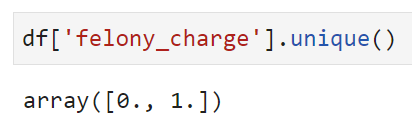 df['felony_charge'].unique()
array([0., 1.])